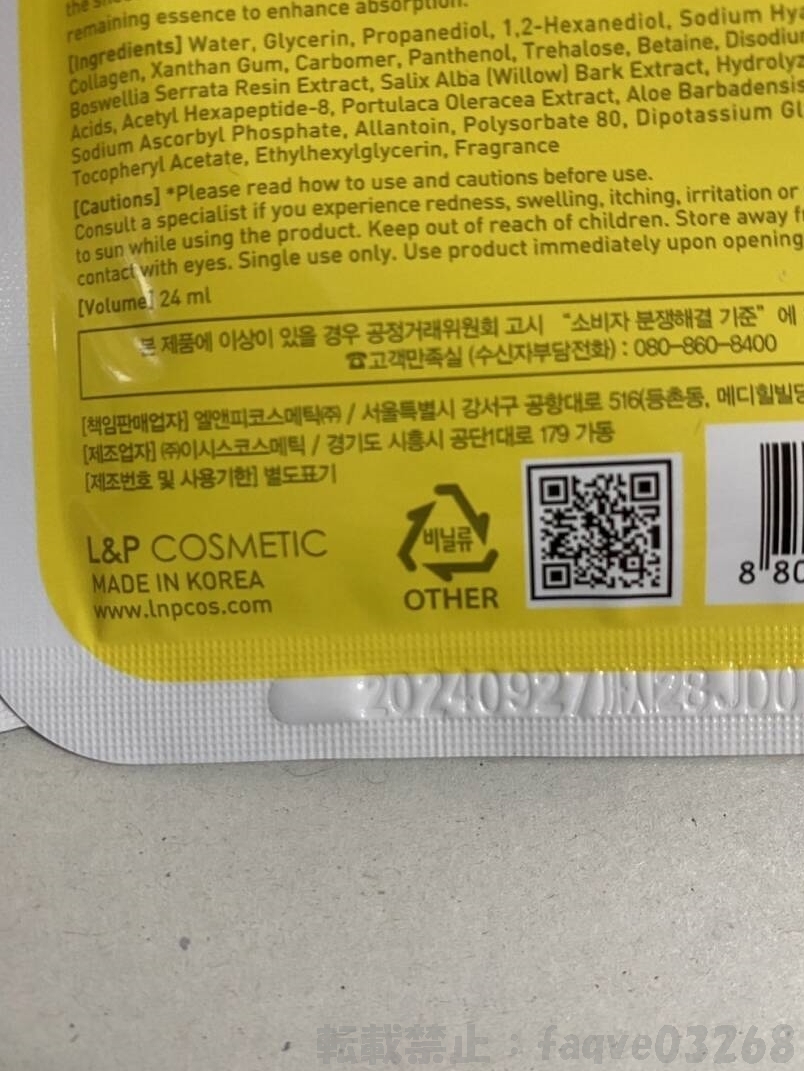 remaining essence to enhance absorption.
[Ingredients] Water, Glycerin, Propanediol, 1,2-Hexanediol, Sodium Hya
Collagen, Xanthan Gum, Carbomer, Panthenol, Trehalose, Betaine, Disodiu
Boswellia Serrata Resin Extract, Salix Alba (Willow) Bark Extract, Hydrolyz
Acids, Acetyl Hexapeptide-8, Portulaca Oleracea Extract, Aloe Barbadensis
Sodium Ascorbyl Phosphate, Allantoin, Polysorbate 80, Dipotassium Gl
Tocopheryl Acetate, Ethylhexylglycerin, Fragrance
[Cautions] *Please read how to use and cautions before use.
Consult a specialist if you experience redness, swelling, itching, irritation or
to sun while using the product. Keep out of reach of children. Store away f
contact with eyes. Single use only. Use product immediately upon opening
[Volume] 24 ml
본 제품에 이상이 있을 경우 공정거래위원회 고시 “소비자 분쟁해결 기준” 에
☎고객만족실 (수신자부담전화) : 080-860-8400
[책임판매업자] 엘앤피코스메틱㈜ / 서울특별시 강서구 공항대로 516(등촌동, 메디힐빌딩
[제조업자] ㈜이시스코스메틱 / 경기도 시흥시 공단1대로 179 가동
[제조번호 및 사용기한] 별도표기
L&P COSMETIC
MADE IN KOREA
www.lnpcos.com
비닐류
OTHER
8 80
20240927
転載禁止：faqve03268